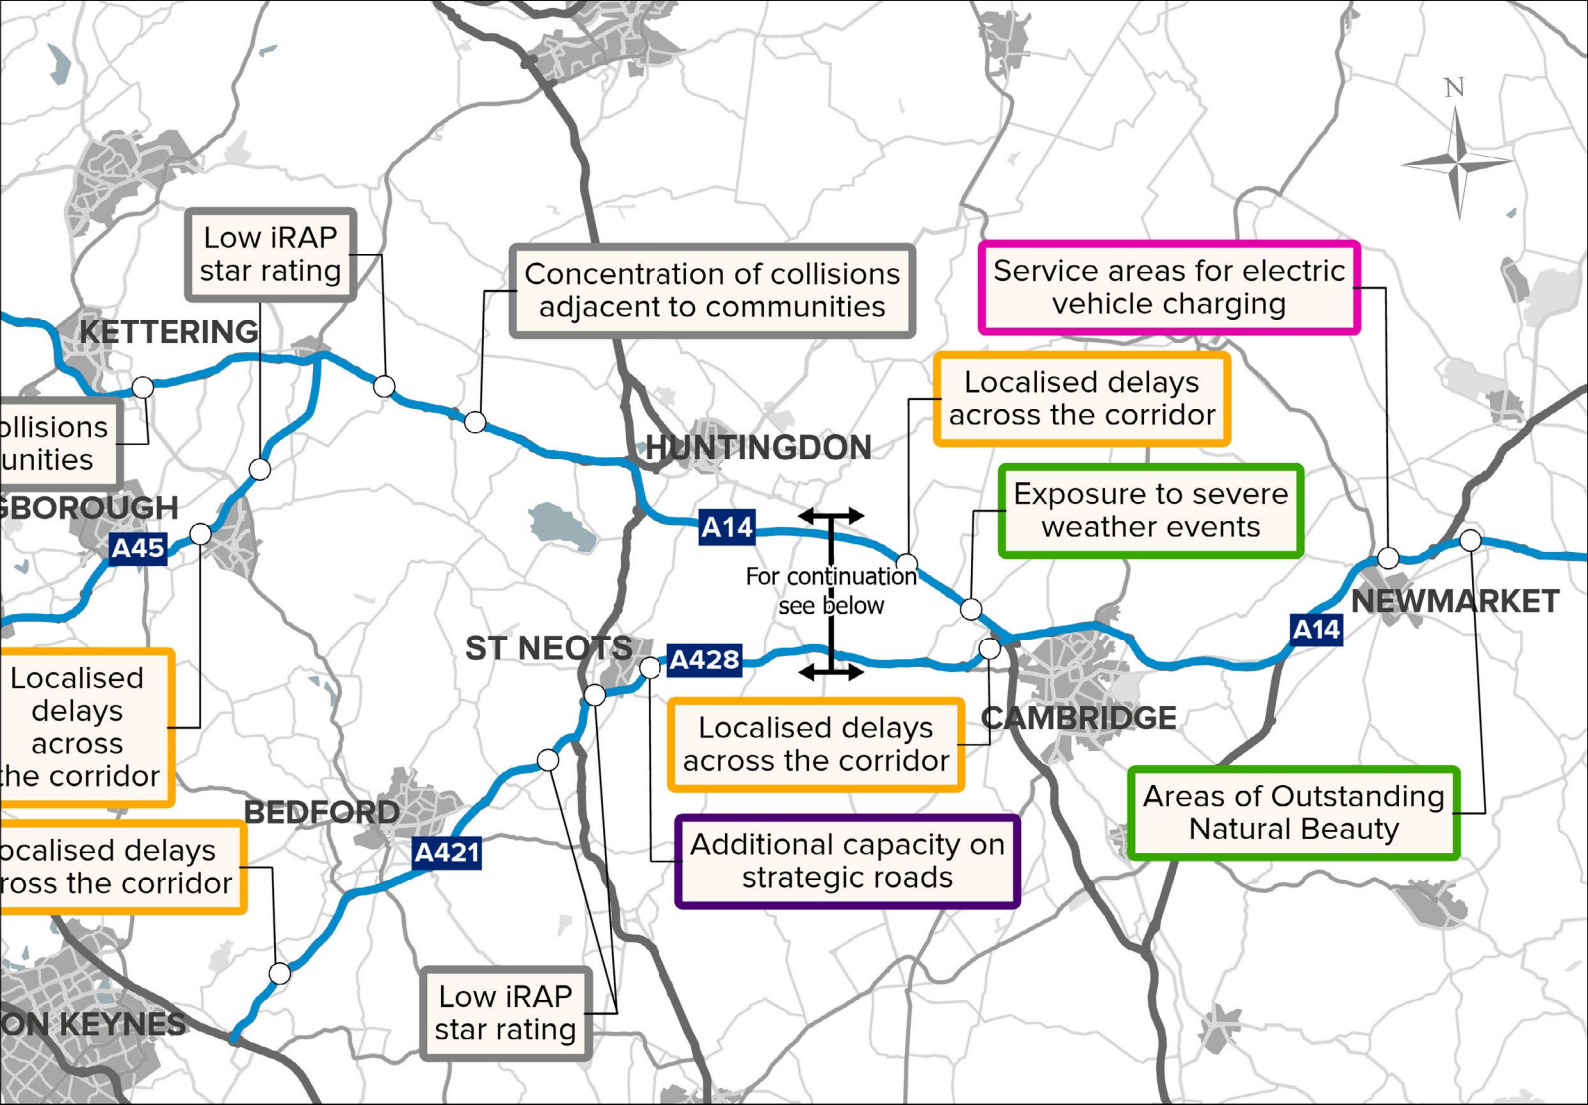 N
Low iRAP
star rating
Concentration of collisions
adjacent to communities
Service areas for electric
vehicle charging
KETTERING
Localised delays
across the corridor
ollisions
unities
HUNTINGDON
Exposure to severe
weather events
GBOROUGH
A45
A14
For continuation
see below
NEWMARKET
A14
ST NEOTS
A428
Localised
delays
across
the corridor
Localised delays
across the corridor
CAMBRIDGE
Areas of Outstanding
Natural Beauty
BEDFORD
A421
ocalised delays
ross the corridor
Additional capacity on
strategic roads
Low iRAP
star rating
ON KEYNES